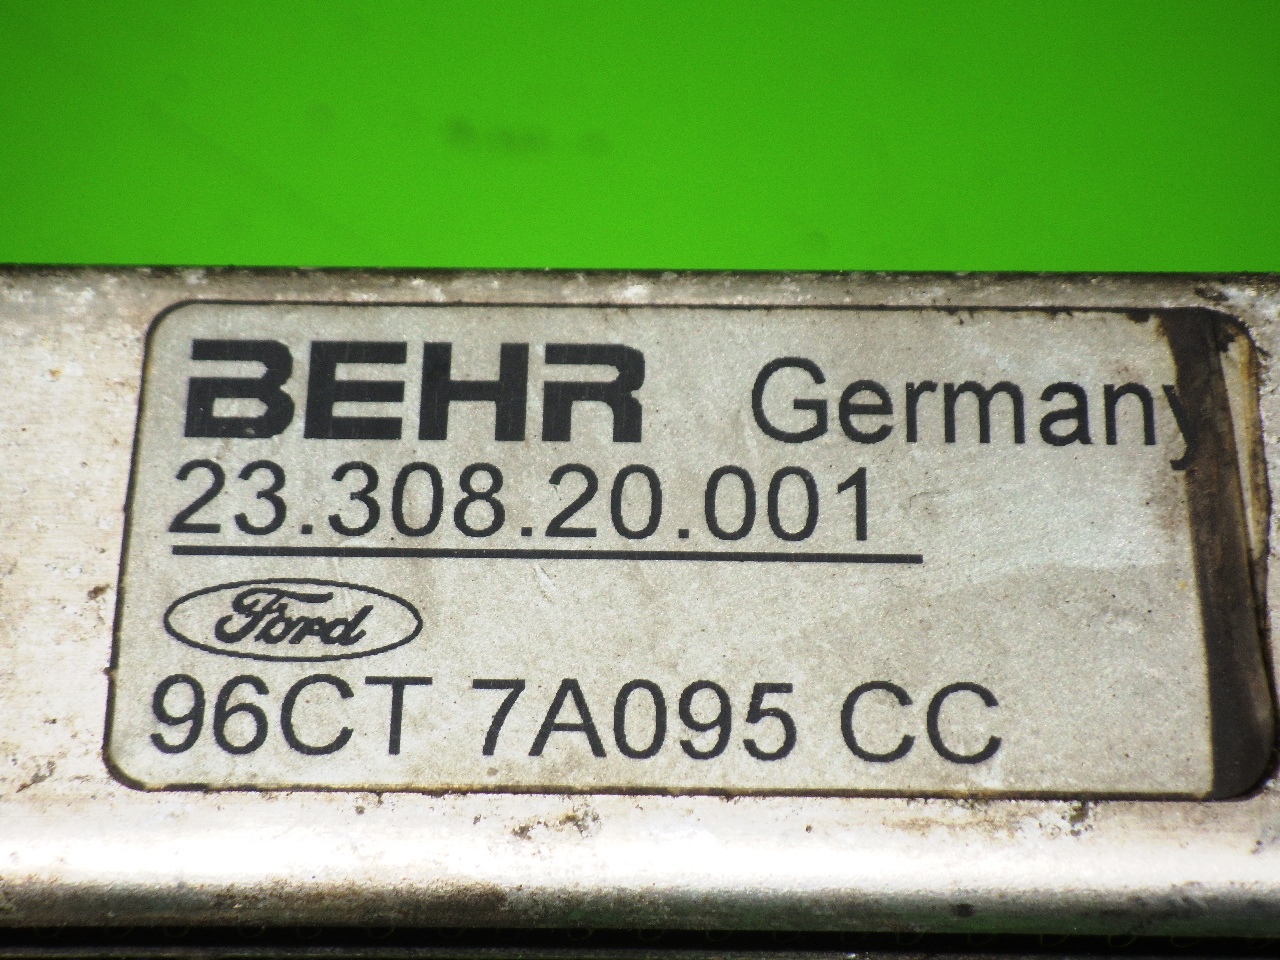 BEHR Germany
23.308.20.001
Ford
96CT 7A095 CC